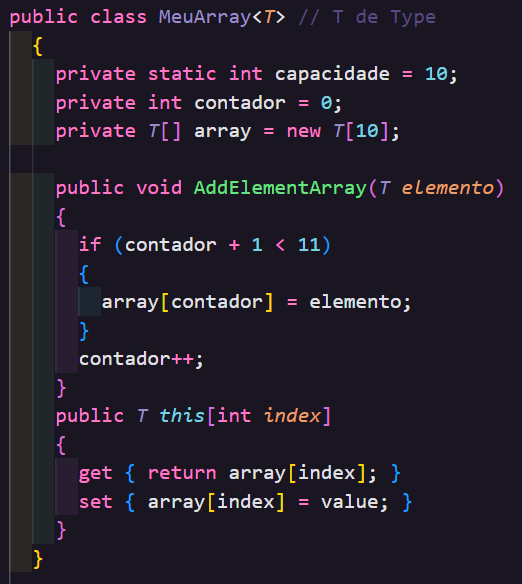 public class MeuArray<T> // T de Type
{
private static int capacidade = 10;
private int contador = 0;
private T[] array = new T[10];
public void AddElementArray(T elemento)
{
if (contador + 1 < 11)
{
array[contador] = elemento;
}
contador++;
}
public T this[int index]
{
get { return array[index]; }
set { array[index] = value; }
}
}